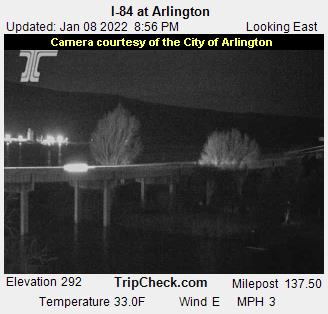 I-84 at Arlington
Updated: Jan 08 2022 8:56 PM Looking East
Camera courtesy of the City of Arlington
Elevation 292 TripCheck.com Milepost 137.50
Temperature 33.0F Wind E MPH 3